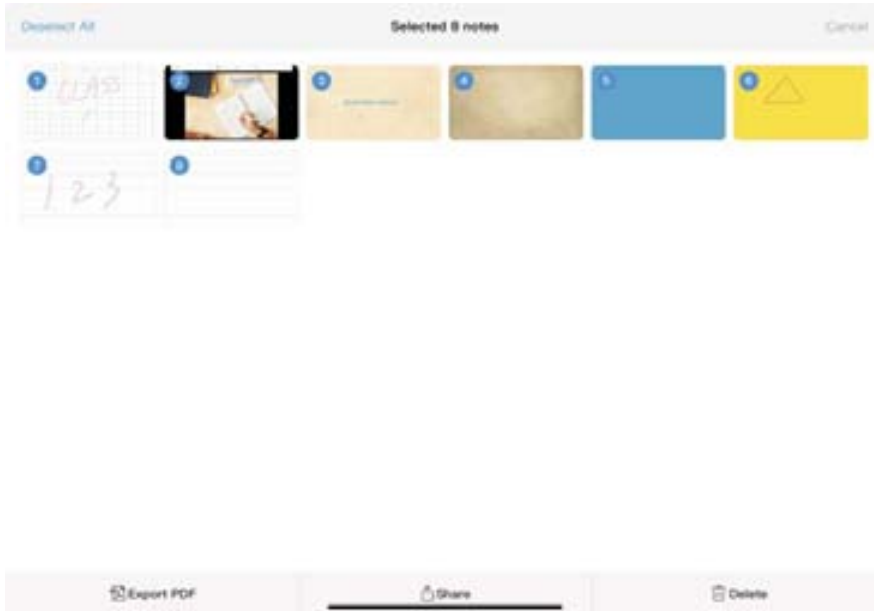 Deselect All Selected 8 notes Cancel
1 2 3 4 5 6
CLASS
7 8
1 2 3
Export PDF Share Delete